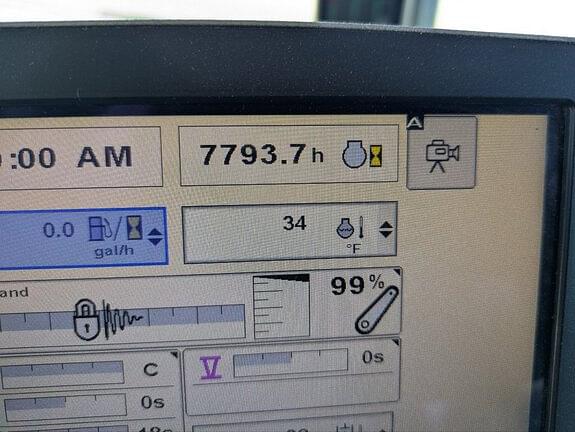 :00 AM
7793.7 h
A
0.0
gal/h
34
°F
and
99%
C
V
0s
0s